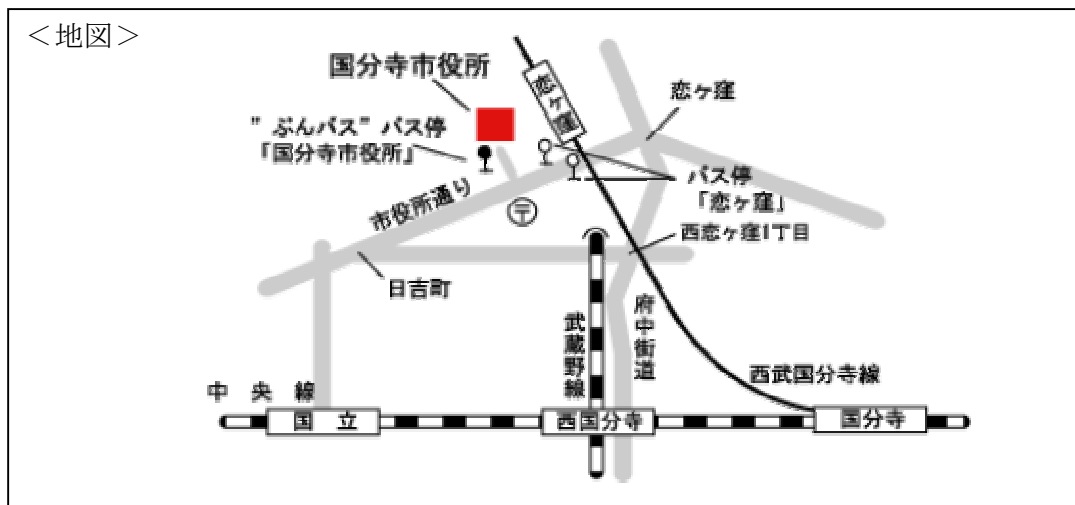 ＜地図＞
国分寺市役所
恋ヶ窪
恋ヶ窪
”ぶんバス”バス停
「国分寺市役所」
バス停
「恋ヶ窪」
市役所通り
〒
西恋ヶ窪1丁目
日吉町
武蔵野線
府中街道
西武国分寺線
中央線
国立
西国分寺
国分寺